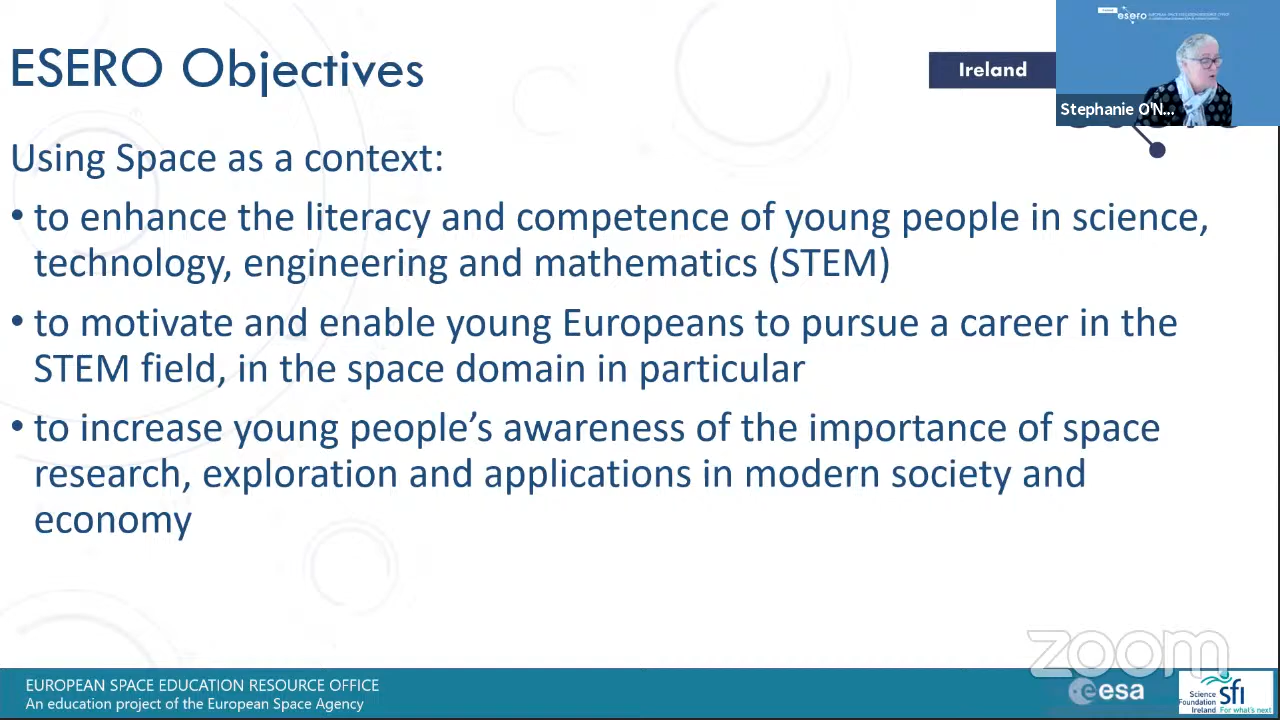 ESERO Objectives
Ireland
esero
Stephanie O'N...
Using Space as a context:
• to enhance the literacy and competence of young people in science,
technology, engineering and mathematics (STEM)
• to motivate and enable young Europeans to pursue a career in the
STEM field, in the space domain in particular
• to increase young people’s awareness of the importance of space
research, exploration and applications in modern society and
economy
zoom
EUROPEAN SPACE EDUCATION RESOURCE OFFICE
An education project of the European Space Agency
esa
Science
Foundation
Ireland
sfi
For what's next